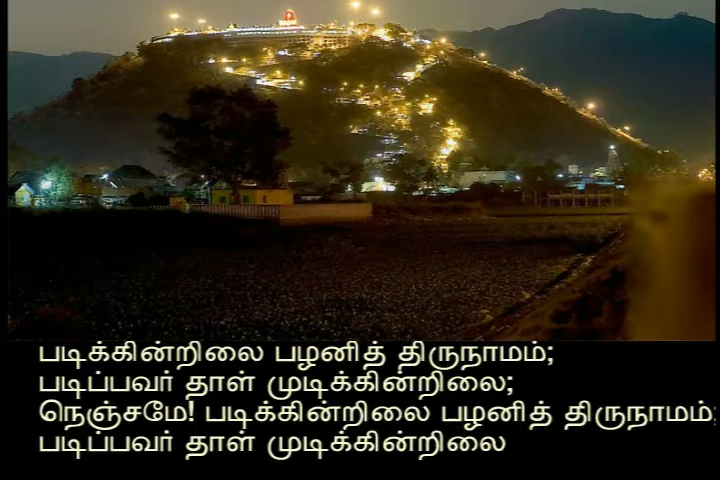 படிக்கின்றிலை பழனித் திருநாமம்;
படிப்பவர் தாள் முடிக்கின்றிலை;
நெஞ்சமே! படிக்கின்றிலை பழனித் திருநாமம்;
படிப்பவர் தாள் முடிக்கின்றிலை